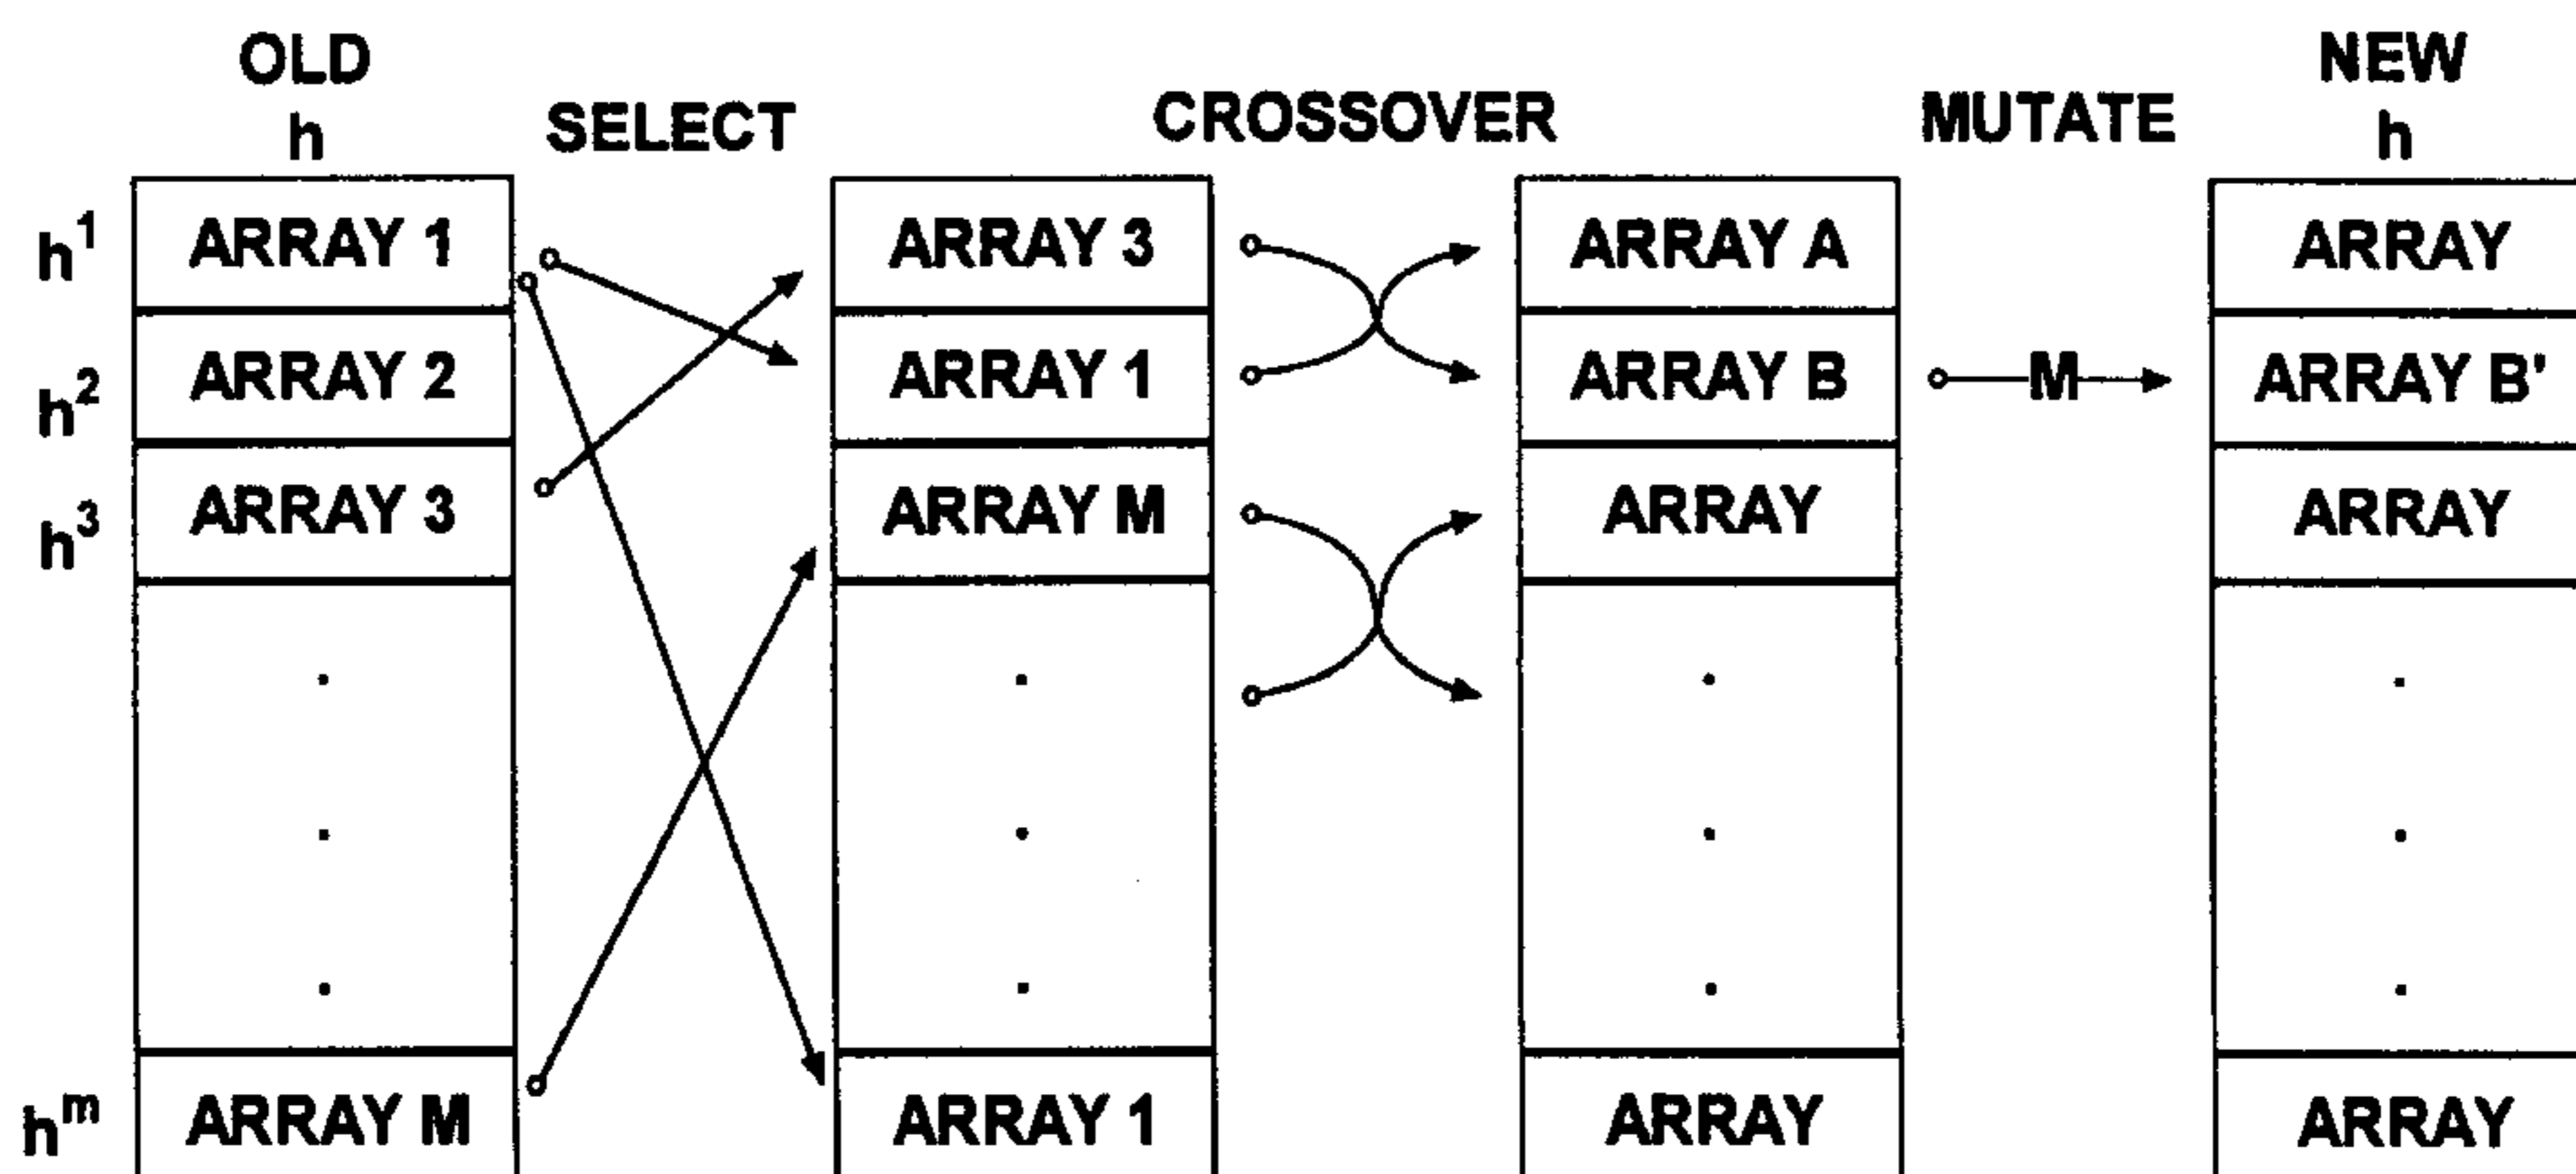 OLD
h
SELECT
CROSSOVER
MUTATE
NEW
h
h¹ ARRAY 1 ARRAY 3 ARRAY A ARRAY
h² ARRAY 2 ARRAY 1 ARRAY B M ARRAY B'
h³ ARRAY 3 ARRAY M ARRAY ARRAY
hᵐ ARRAY M ARRAY 1 ARRAY ARRAY